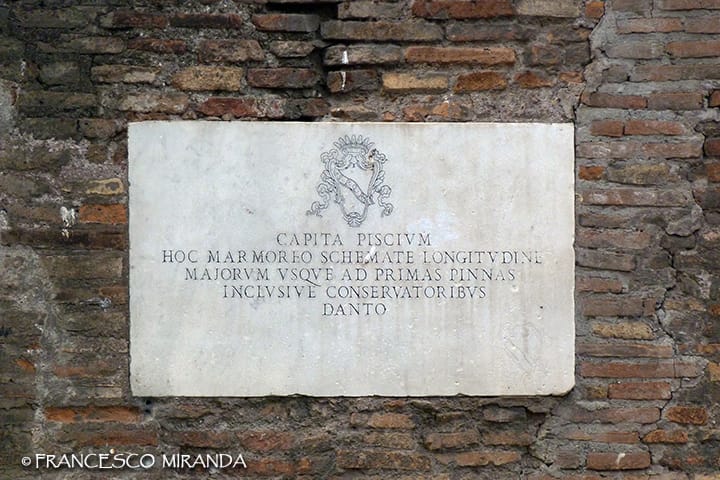 CAPITA PISCIVM
HOC MARMOREO SCHEMATE LONGITVDINE
MAJORVM VSQVE AD PRIMAS PINNAS
INCLVSIVE CONSERVATORIBVS
DANTO
© FRANCESCO MIRANDA